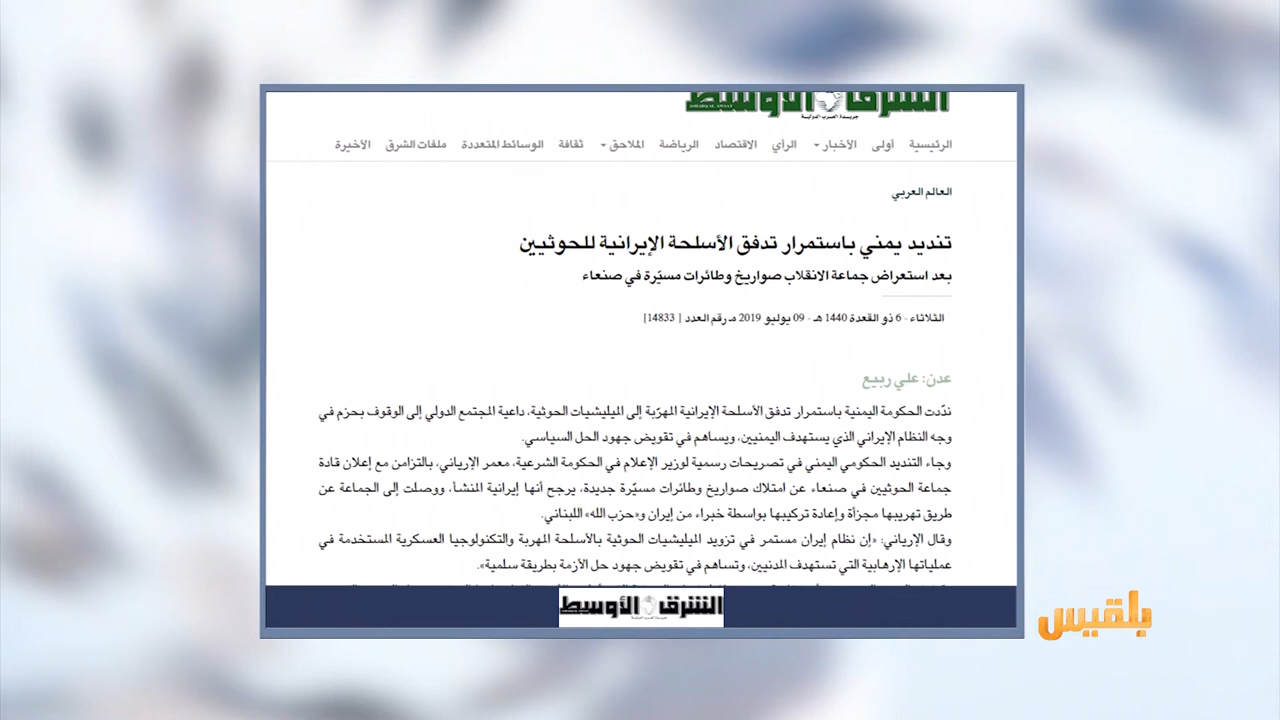 الشرق الأوسط
جريدة العرب الدولية
الرئيسية أولى الأخبار الرأي الاقتصاد الرياضة الملاحق ثقافة الوسائط المتعددة ملفات الشرق الأخيرة
العالم العربي
تنديد يمني باستمرار تدفق الأسلحة الإيرانية للحوثيين
بعد استعراض جماعة الانقلاب صواريخ وطائرات مسيّرة في صنعاء
الثلاثاء - 6 ذو القعدة 1440 هـ - 09 يوليو 2019 مـ رقم العدد [ 14833]
عدن: علي ربيع
ندّدت الحكومة اليمنية باستمرار تدفق الأسلحة الإيرانية المهرّبة إلى الميليشيات الحوثية، داعية المجتمع الدولي إلى الوقوف بحزم في
وجه النظام الإيراني الذي يستهدف اليمنيين، ويساهم في تقويض جهود الحل السياسي.
وجاء التنديد الحكومي اليمني في تصريحات رسمية لوزير الإعلام في الحكومة الشرعية، معمر الإرياني، بالتزامن مع إعلان قادة
جماعة الحوثيين في صنعاء عن امتلاك صواريخ وطائرات مسيّرة جديدة، يرجح أنها إيرانية المنشأ، ووصلت إلى الجماعة عن
طريق تهريبها مجزأة وإعادة تركيبها بواسطة خبراء من إيران و«حزب الله» اللبناني.
وقال الإرياني: «إن نظام إيران مستمر في تزويد الميليشيات الحوثية بالأسلحة المهربة والتكنولوجيا العسكرية المستخدمة في
عملياتها الإرهابية التي تستهدف المدنيين، وتساهم في تقويض جهود حل الأزمة بطريقة سلمية».
الشرق الأوسط
جريدة العرب الدولية
بلقيس